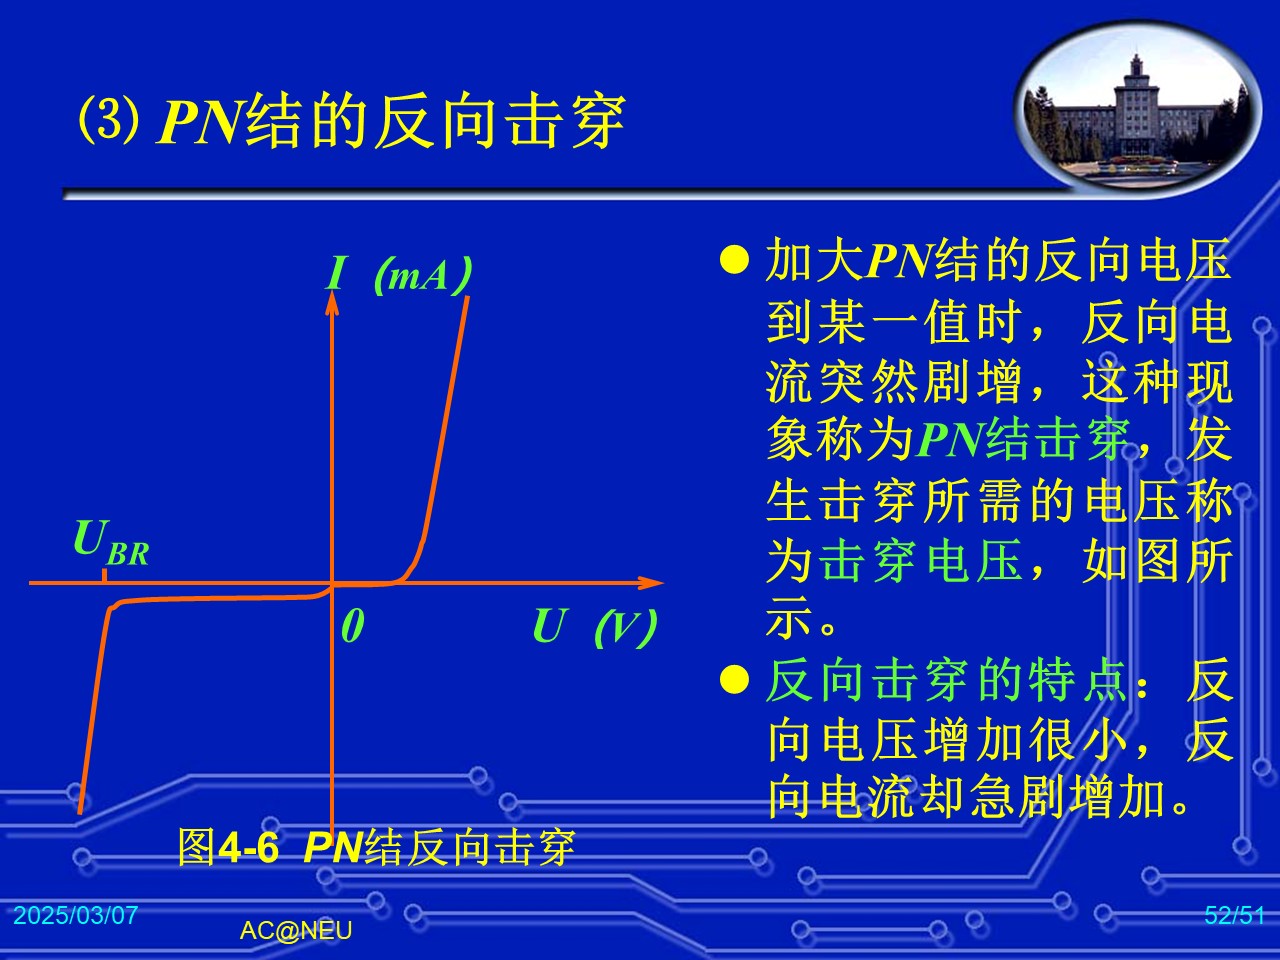 (3) PN结的反向击穿
I（mA）
UBR
0
U（V）
图4-6 PN结反向击穿
加大PN结的反向电压
到某一值时，反向电
流突然剧增，这种现
象称为PN结击穿，发
生击穿所需的电压称
为击穿电压，如图所
示。
反向击穿的特点：反
向电压增加很小，反
向电流却急剧增加。
2025/03/07
AC@NEU
52/51